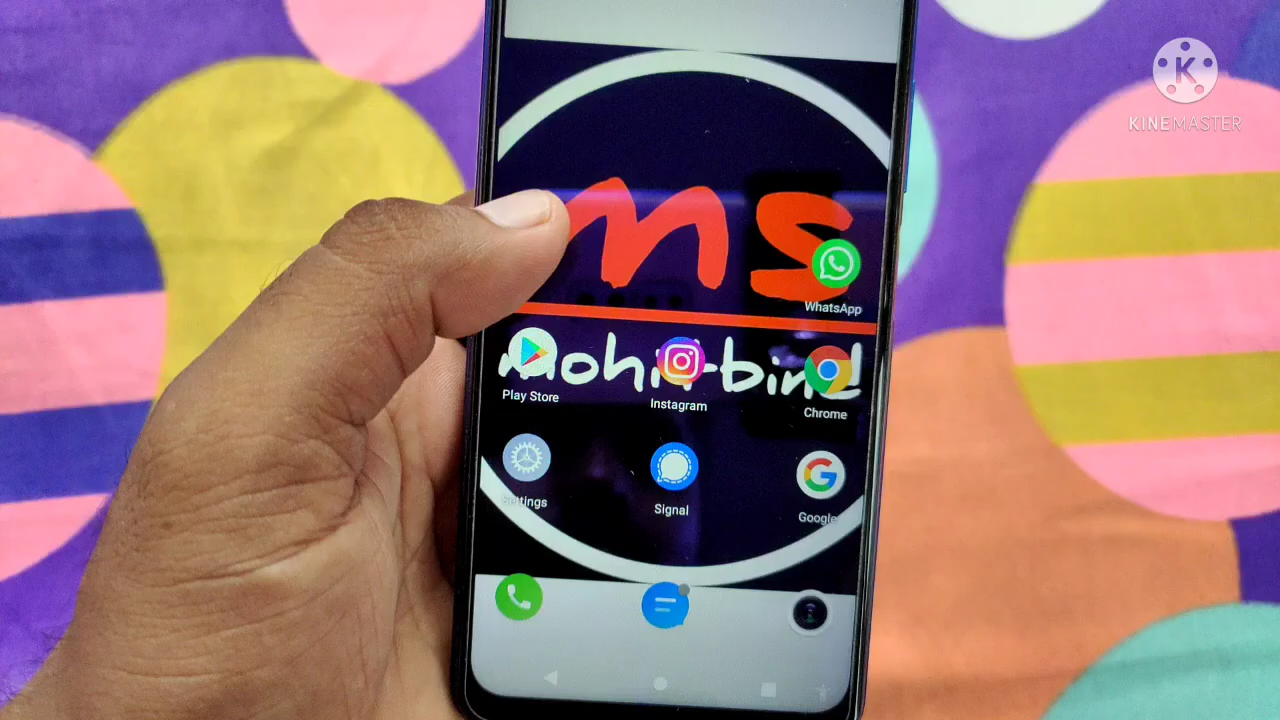 K
KINEMASTER
ms
WhatsApp
Play Store
Instagram
Chrome
Settings
Signal
Google